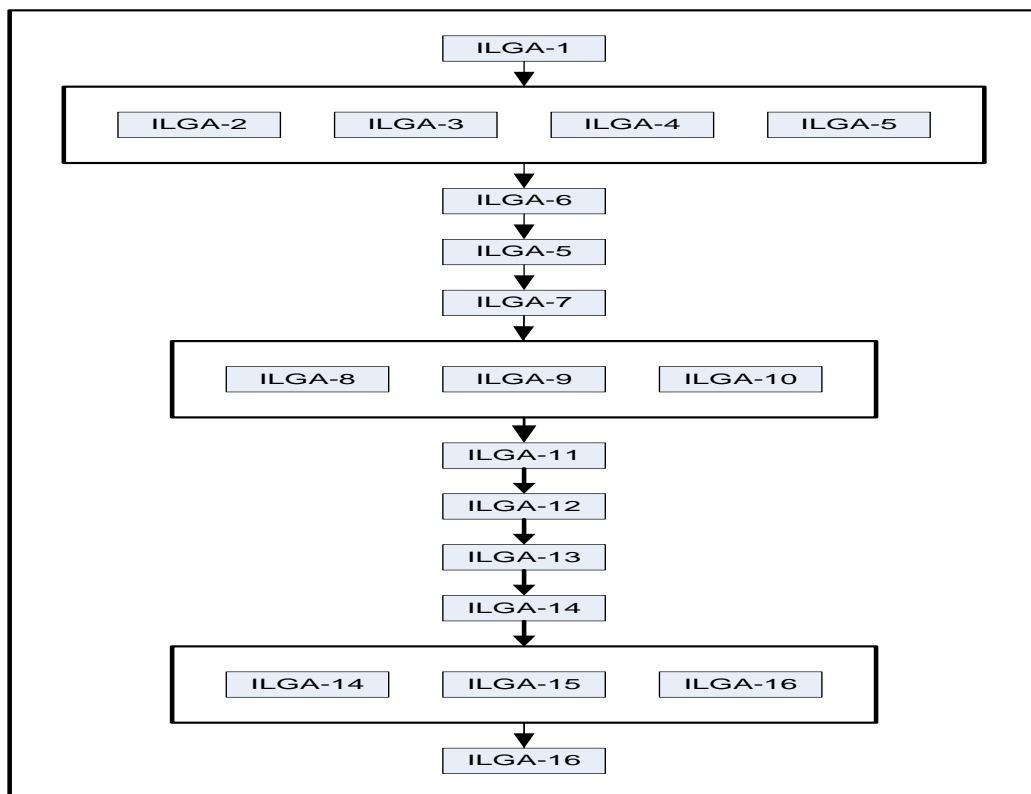 ILGA-1
ILGA-2 ILGA-3 ILGA-4 ILGA-5
ILGA-6
ILGA-5
ILGA-7
ILGA-8 ILGA-9 ILGA-10
ILGA-11
ILGA-12
ILGA-13
ILGA-14
ILGA-14 ILGA-15 ILGA-16
ILGA-16